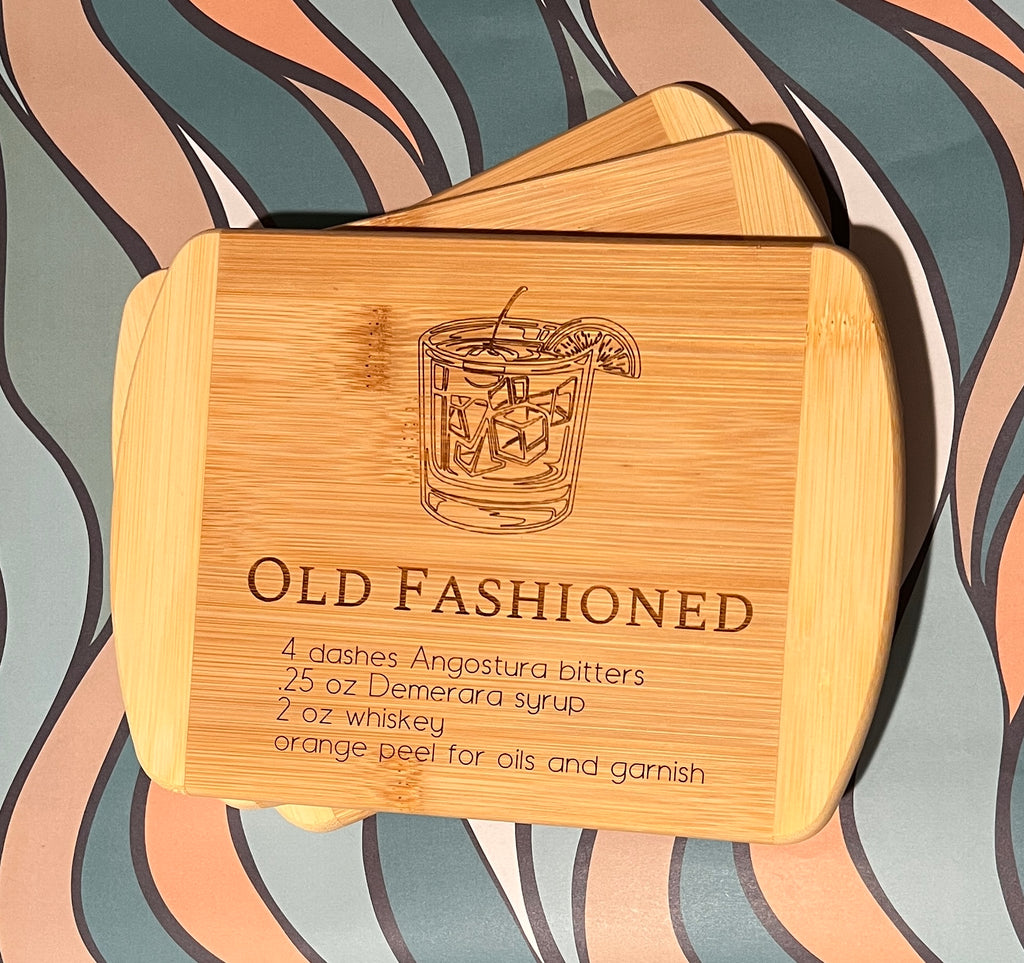 Old Fashioned
4 dashes Angostura bitters
.25 oz Demerara syrup
2 oz whiskey
orange peel for oils and garnish